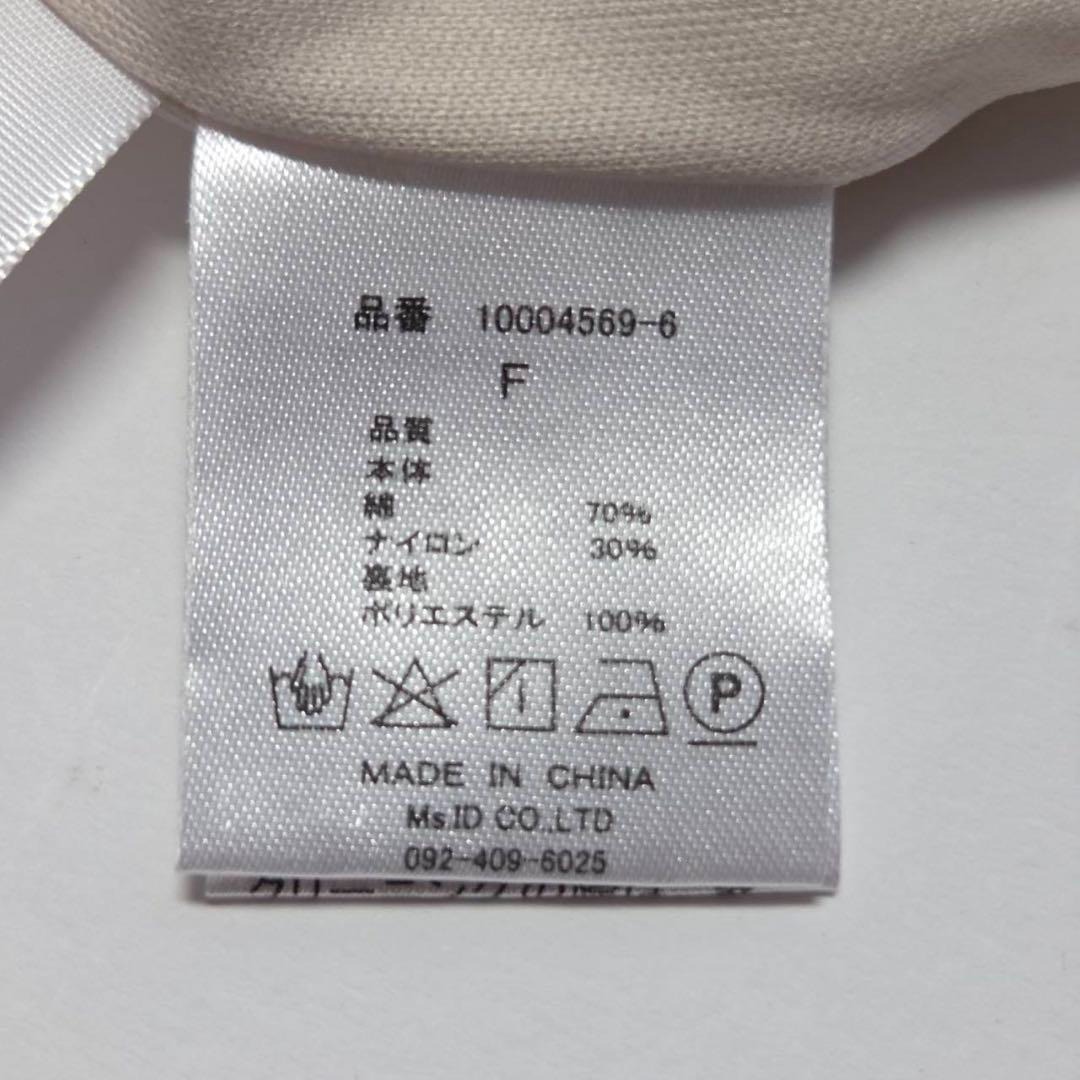 品番 10004569-6
F
品質
本体
綿 70%
ナイロン 30%
裏地
ポリエステル 100%
P
MADE IN CHINA
Ms.ID CO.,LTD
092-409-6025